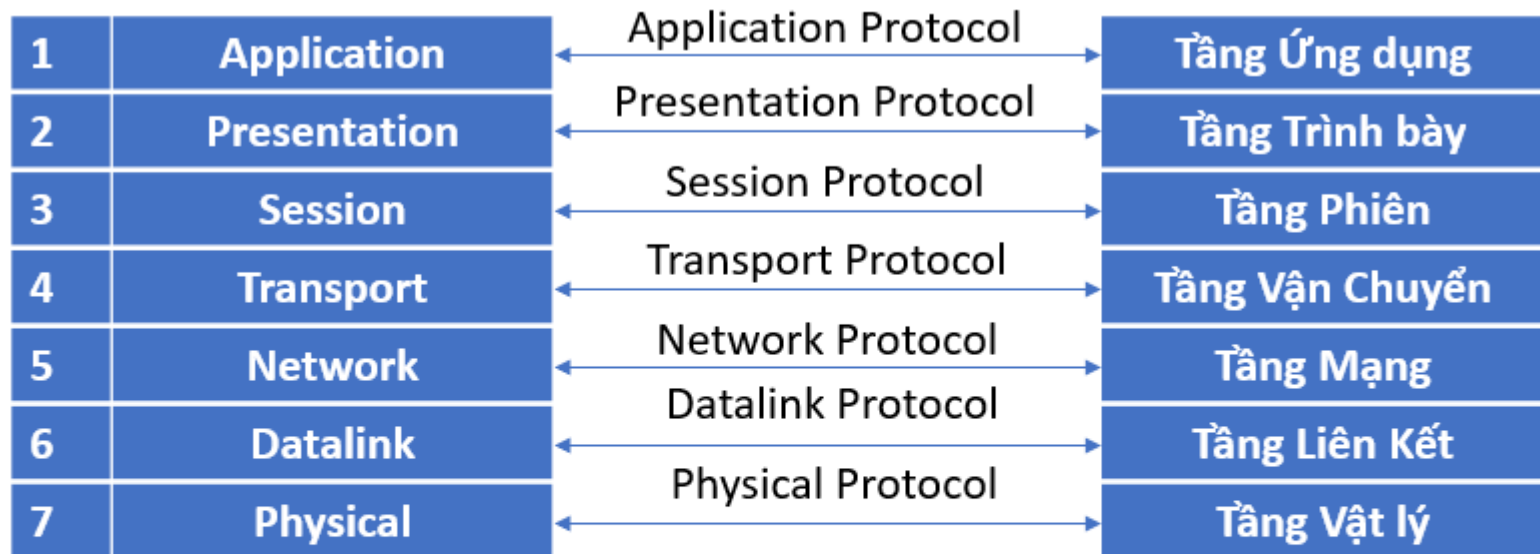 1 Application Application Protocol Tầng Ứng dụng
2 Presentation Presentation Protocol Tầng Trình bày
3 Session Session Protocol Tầng Phiên
4 Transport Transport Protocol Tầng Vận Chuyển
5 Network Network Protocol Tầng Mạng
6 Datalink Datalink Protocol Tầng Liên Kết
7 Physical Physical Protocol Tầng Vật lý